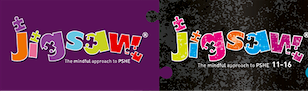 jigsaw®
The mindful approach to PSHE
jigsaw®
The mindful approach to PSHE 11-16